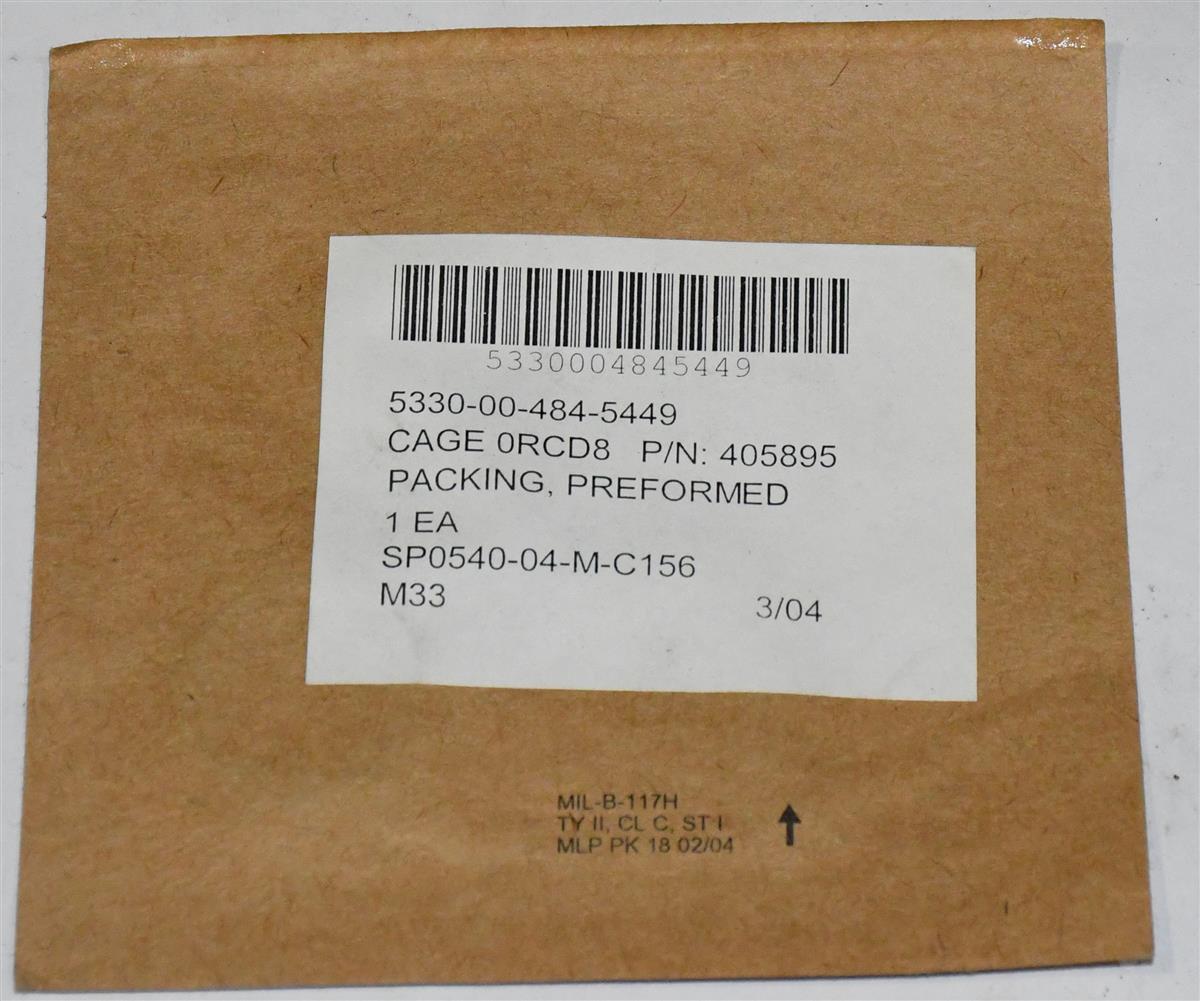 5330004845449
5330-00-484-5449
CAGE 0RCD8 P/N: 405895
PACKING, PREFORMED
1 EA
SP0540-04-M-C156
M33 3/04
MIL-B-117H
TY II, CL C, ST I
MLP PK 18 02/04